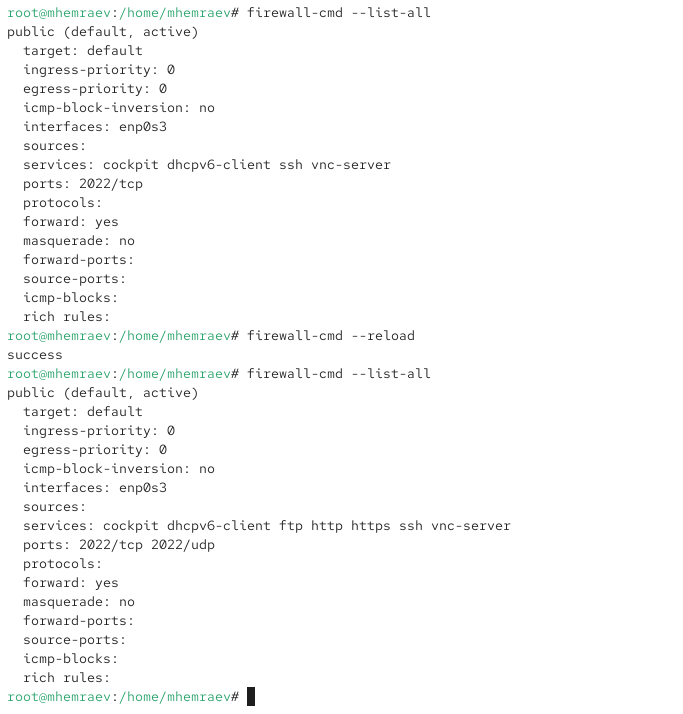 root@mhemraev:/home/mhemraev# firewall-cmd --list-all
public (default, active)
  target: default
  ingress-priority: 0
  egress-priority: 0
  icmp-block-inversion: no
  interfaces: enp0s3
  sources:
  services: cockpit dhcpv6-client ssh vnc-server
  ports: 2022/tcp
  protocols:
  forward: yes
  masquerade: no
  forward-ports:
  source-ports:
  icmp-blocks:
  rich rules:
root@mhemraev:/home/mhemraev# firewall-cmd --reload
success
root@mhemraev:/home/mhemraev# firewall-cmd --list-all
public (default, active)
  target: default
  ingress-priority: 0
  egress-priority: 0
  icmp-block-inversion: no
  interfaces: enp0s3
  sources:
  services: cockpit dhcpv6-client ftp http https ssh vnc-server
  ports: 2022/tcp 2022/udp
  protocols:
  forward: yes
  masquerade: no
  forward-ports:
  source-ports:
  icmp-blocks:
  rich rules:
root@mhemraev:/home/mhemraev#